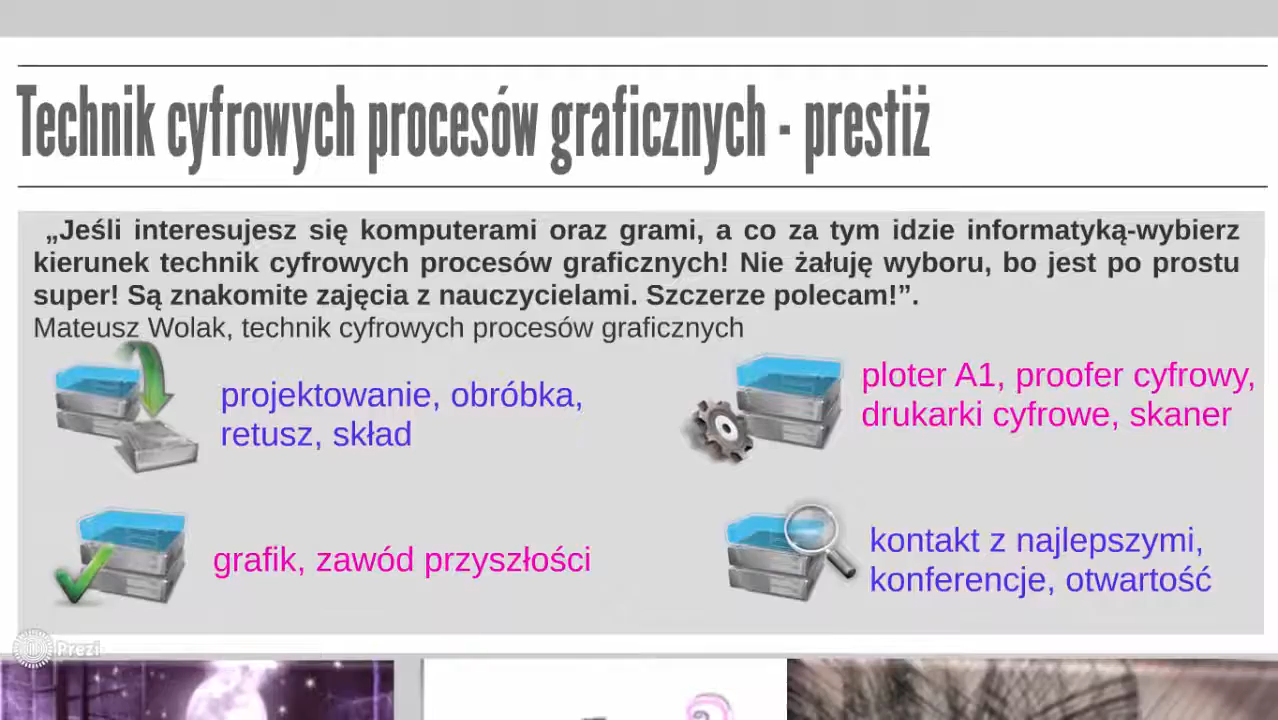 Technik cyfrowych procesów graficznych - prestiż
„Jeśli interesujesz się komputerami oraz grami, a co za tym idzie informatyką-wybierz
kierunek technik cyfrowych procesów graficznych! Nie żałuję wyboru, bo jest po prostu
super! Są znakomite zajęcia z nauczycielami. Szczerze polecam!”.
Mateusz Wolak, technik cyfrowych procesów graficznych
projektowanie, obróbka,
retusz, skład
ploter A1, proofer cyfrowy,
drukarki cyfrowe, skaner
grafik, zawód przyszłości
kontakt z najlepszymi,
konferencje, otwartość
Prezi